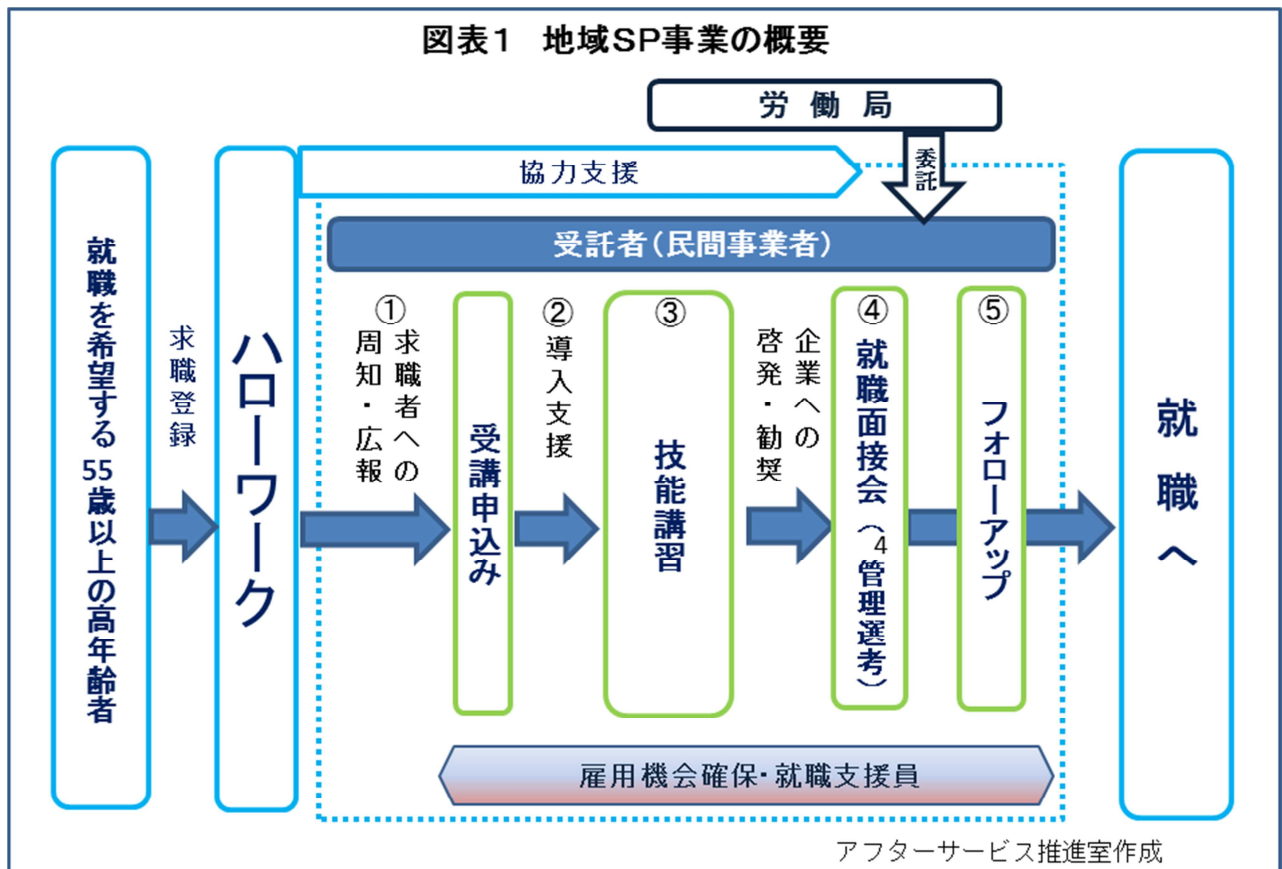 図表1 地域SP事業の概要
労働局
委託
協力支援
受託者(民間事業者)
就職を希望する55歳以上の高年齢者
求職登録
ハローワーク
①
求職者への
周知・広報
受講申込み
②導入支援
③
技能講習
企業への
啓発・勧奨
④
就職面接会(4管理選考)
⑤
フォローアップ
就職へ
雇用機会確保・就職支援員
アフターサービス推進室作成